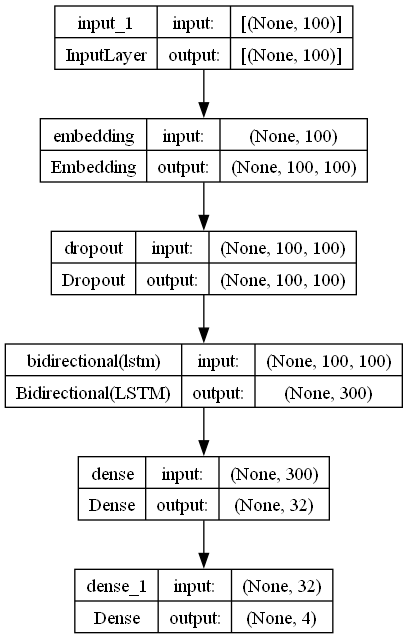 input_1 input: [(None, 100)]
InputLayer output: [(None, 100)]
embedding input: (None, 100)
Embedding output: (None, 100, 100)
dropout input: (None, 100, 100)
Dropout output: (None, 100, 100)
bidirectional(lstm) input: (None, 100, 100)
Bidirectional(LSTM) output: (None, 300)
dense input: (None, 300)
Dense output: (None, 32)
dense_1 input: (None, 32)
Dense output: (None, 4)